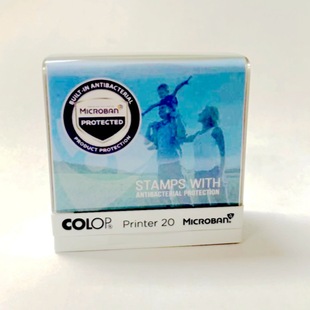 BUILT-IN ANTIBACTERIAL
MICROBAN®
PROTECTED
PRODUCT PROTECTION
STAMPS WITH
ANTIBACTERIAL PROTECTION
COLOP® Printer 20 MICROBAN®